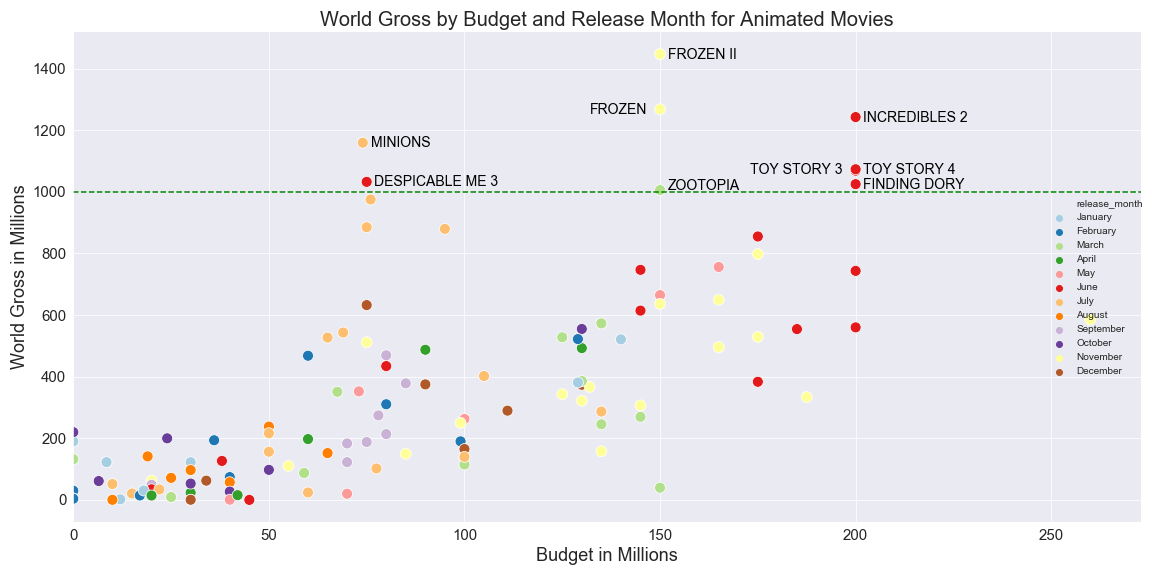 World Gross by Budget and Release Month for Animated Movies
1400
FROZEN II
FROZEN
1200
INCREDIBLES 2
MINIONS
TOY STORY 3
TOY STORY 4
DESPICABLE ME 3
ZOOTOPIA
FINDING DORY
1000
release_month
January
February
March
April
May
June
July
August
September
October
November
December
800
600
400
200
0
World Gross in Millions
0
50
100
150
200
250
Budget in Millions